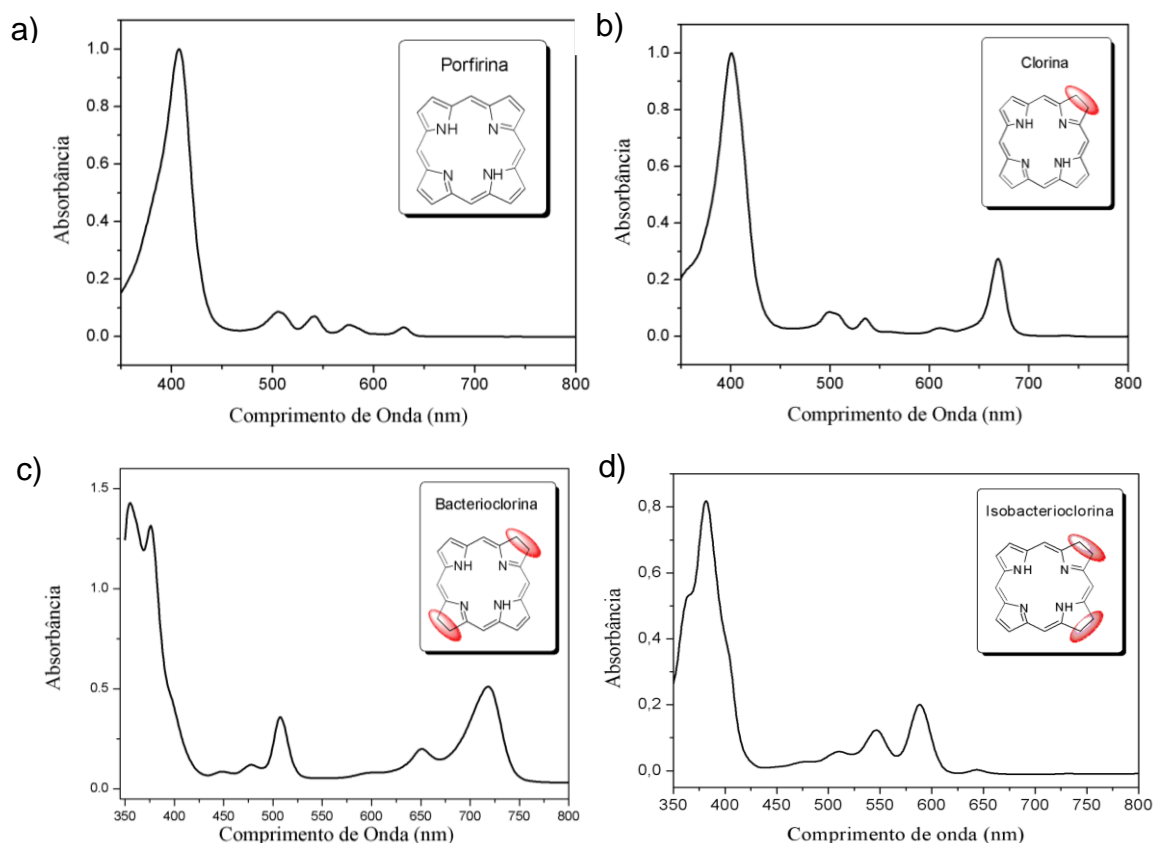 a)
Porfirina
NH
N
N
NH
Absorbância
1.0
0.8
0.6
0.4
0.2
0.0
400
500
600
700
800
Comprimento de Onda (nm)
b)
Clorina
NH
N
N
NH
Absorbância
1.0
0.8
0.6
0.4
0.2
0.0
400
500
600
700
800
Comprimento de Onda (nm)
c)
Bacterioclorina
NH
N
N
NH
Absorbância
1.5
1.0
0.5
0.0
350
400
450
500
550
600
650
700
750
800
Comprimento de Onda (nm)
d)
Isobacterioclorina
NH
N
N
NH
Absorbância
0,8
0,6
0,4
0,2
0,0
350
400
450
500
550
600
650
700
750
800
Comprimento de onda (nm)